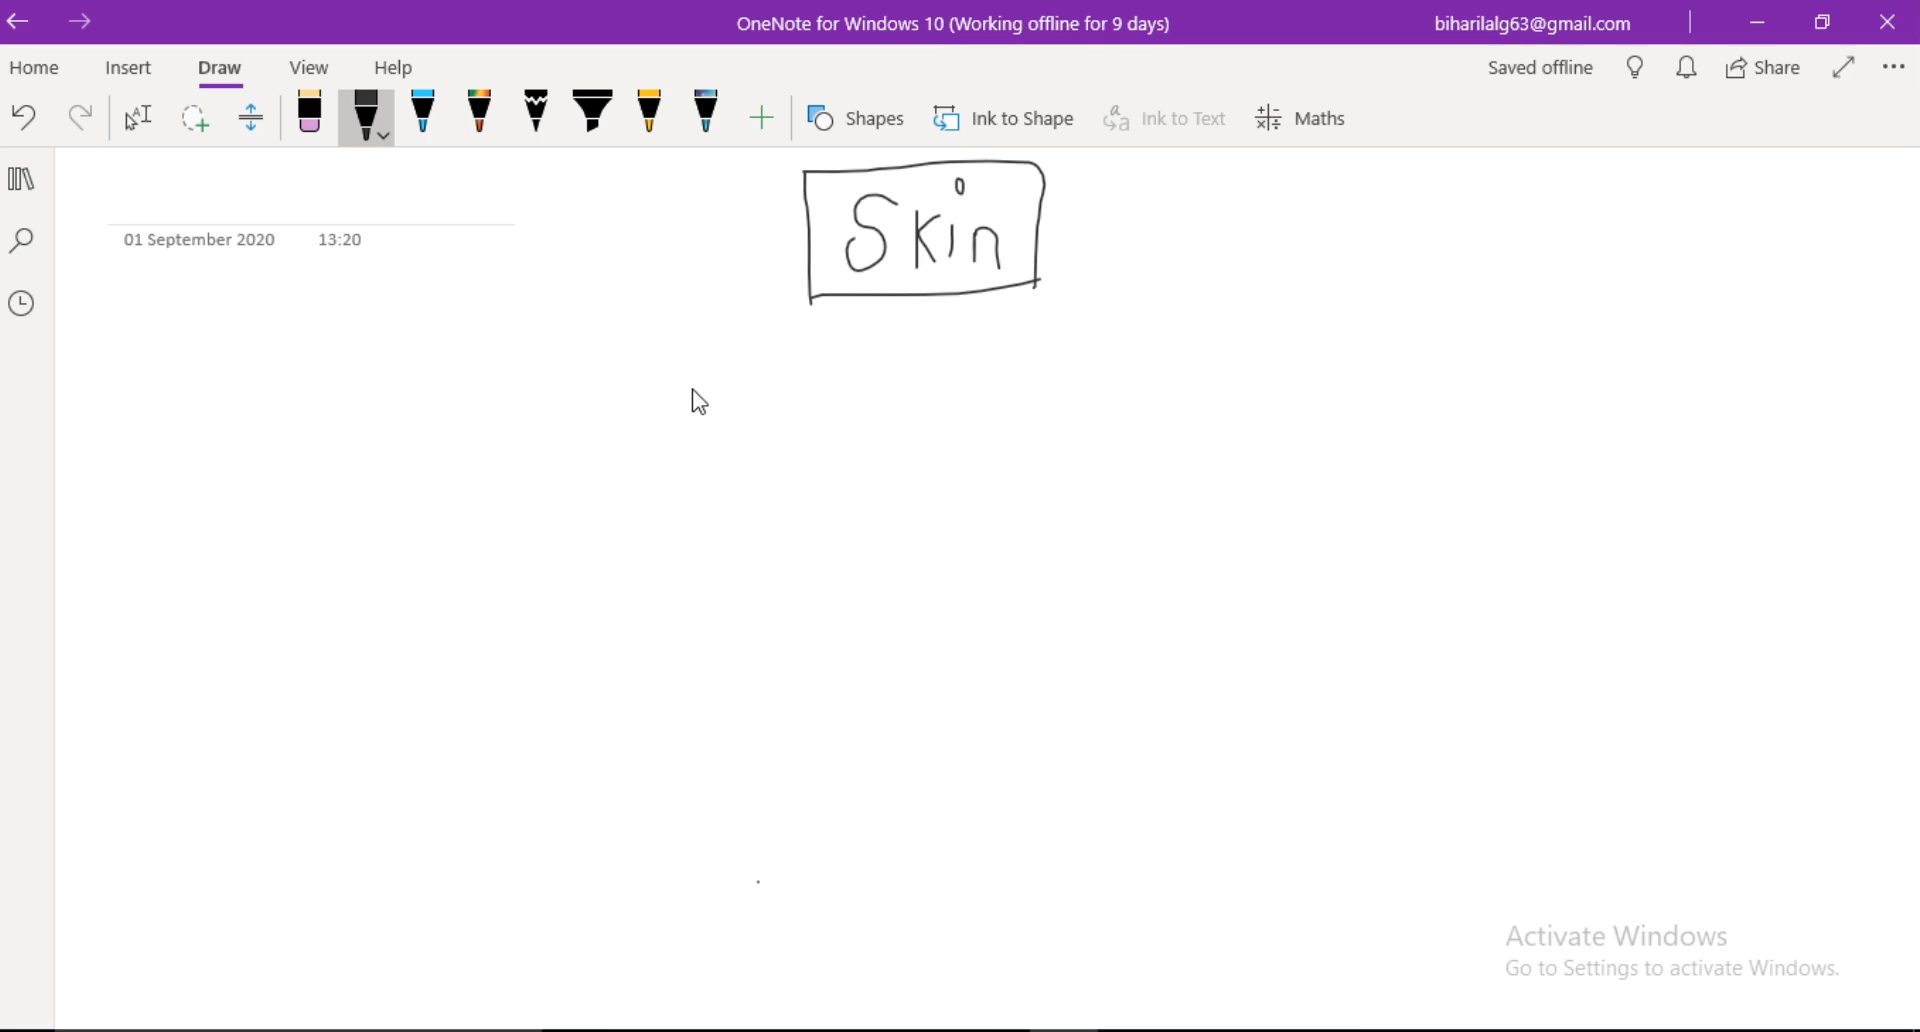 OneNote for Windows 10 (Working offline for 9 days)
biharilalg63@gmail.com
Home Insert Draw View Help
Saved offline Share
Shapes Ink to Shape Ink to Text Maths
Skin
01 September 2020 13:20
Activate Windows
Go to Settings to activate Windows.